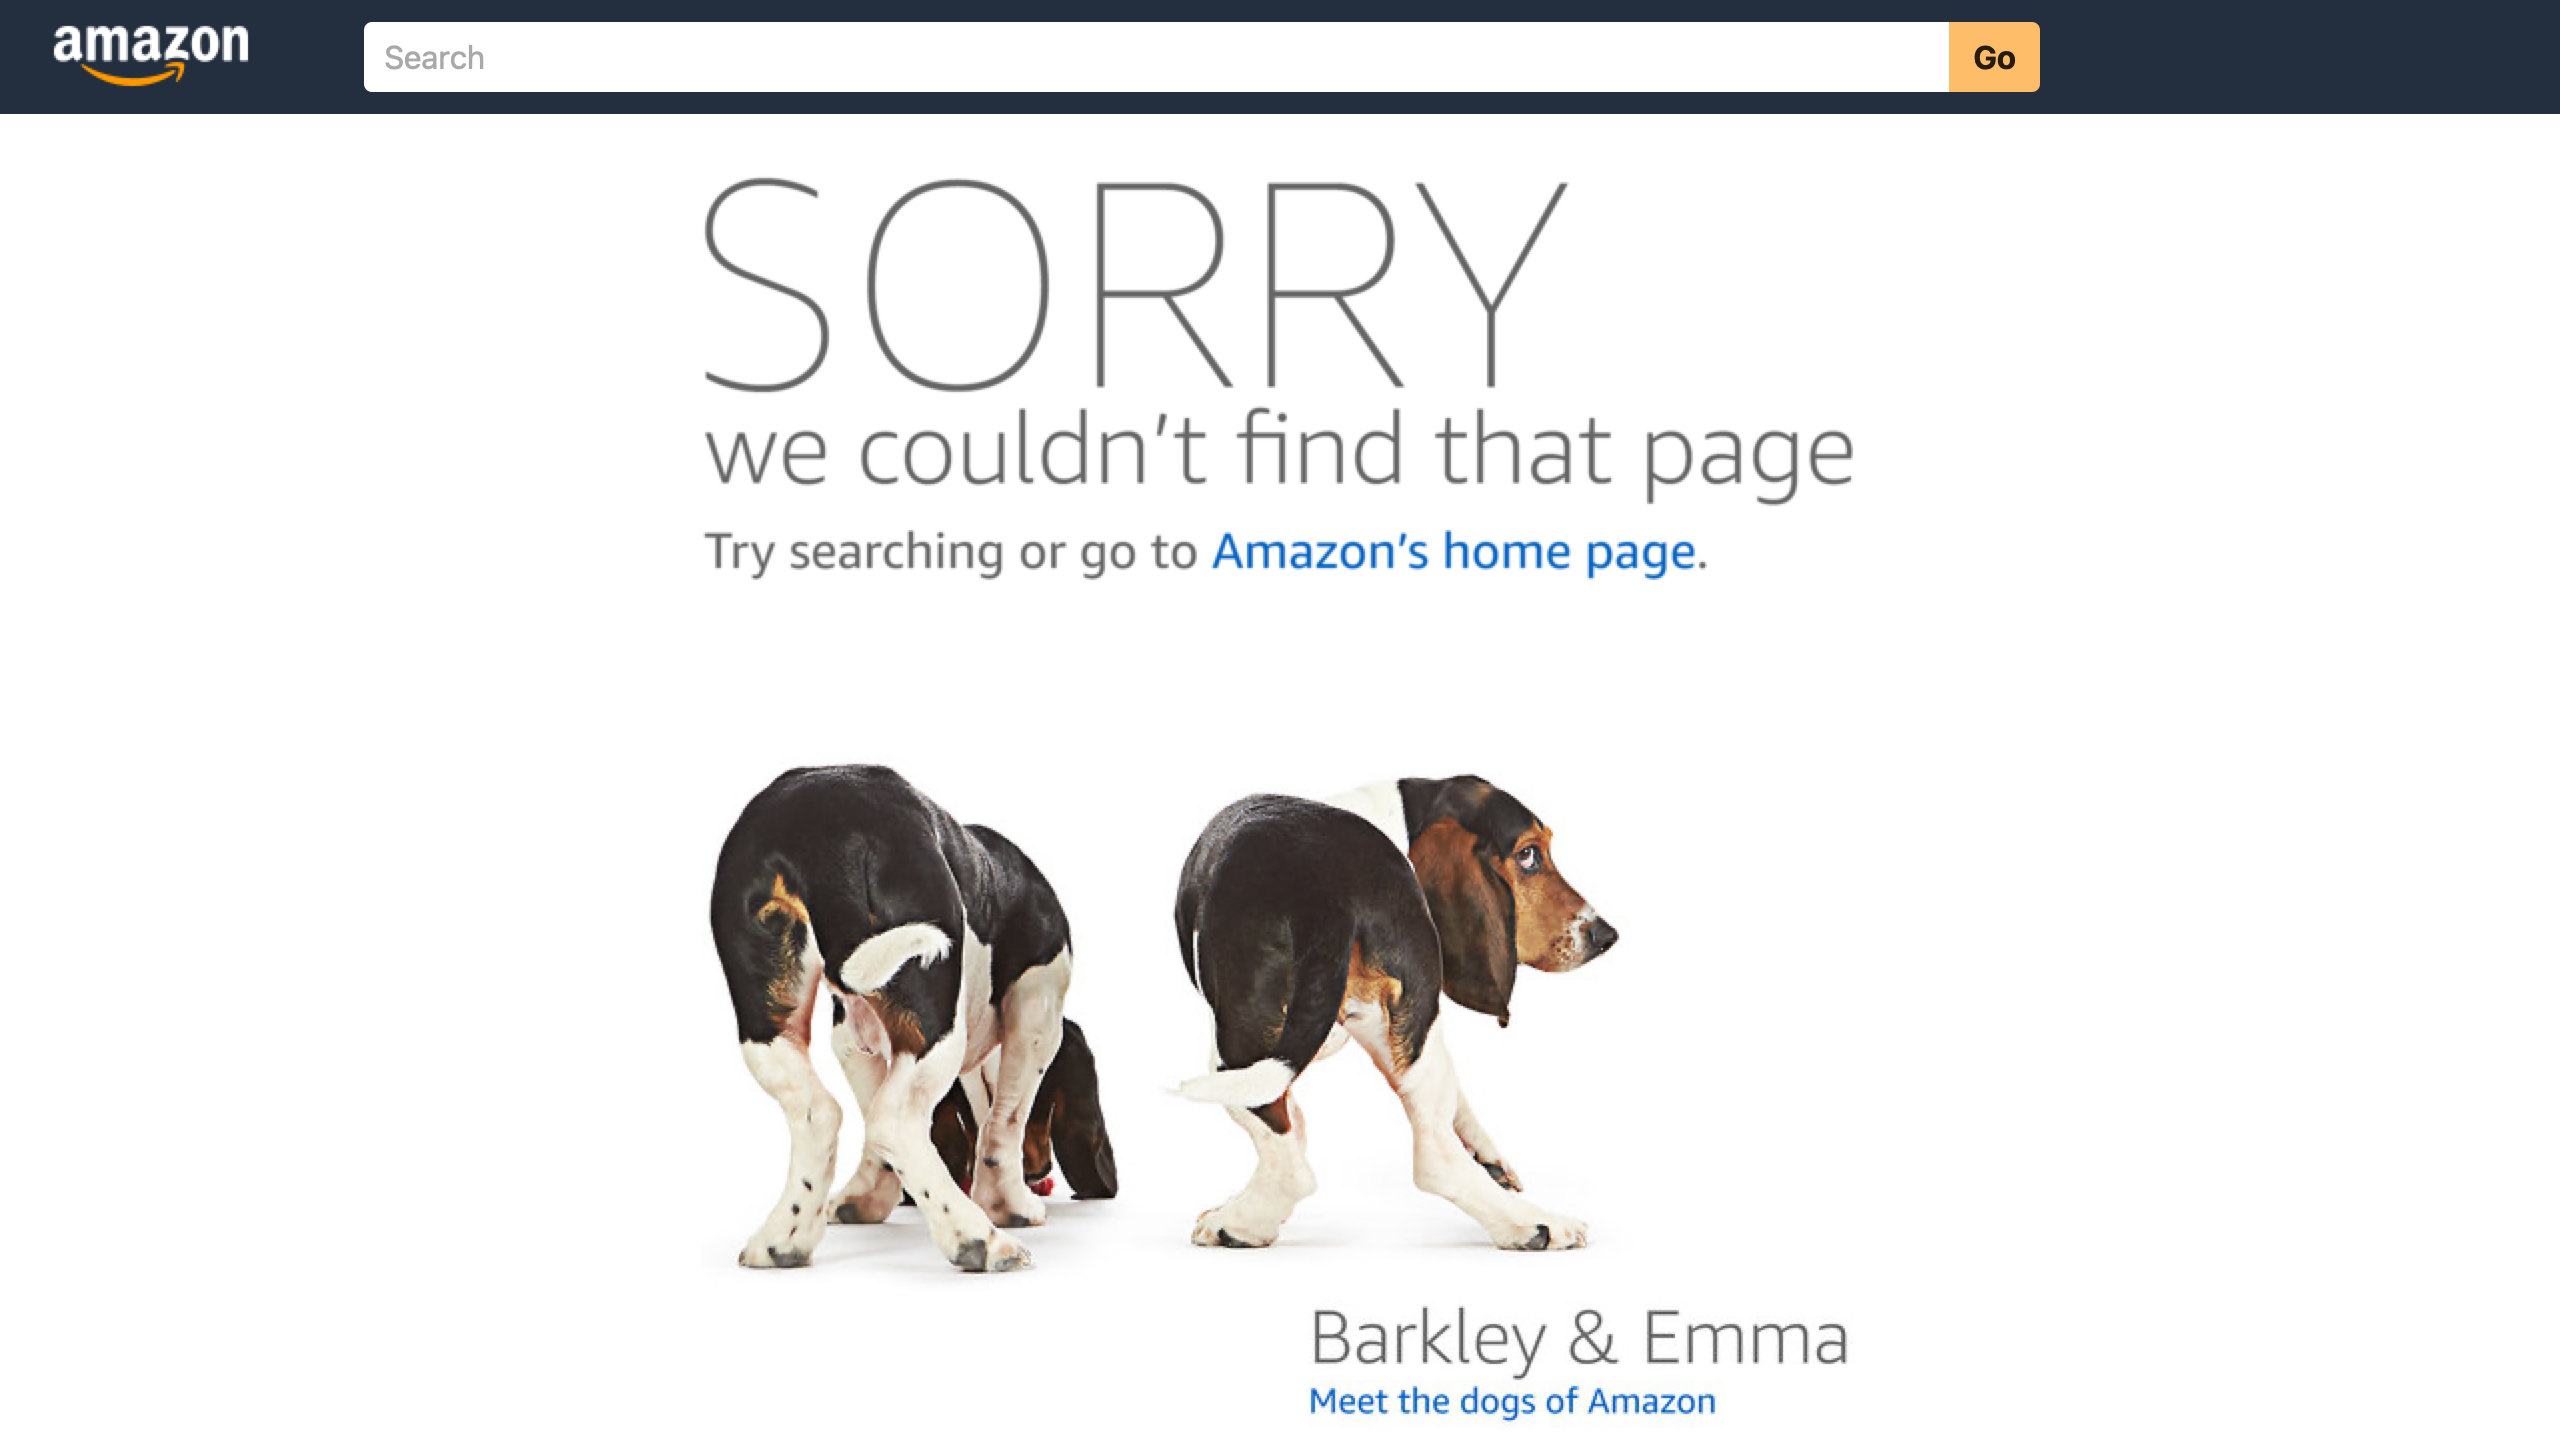 amazon
Search
Go
SORRY
we couldn't find that page
Try searching or go to Amazon's home page.
Barkley & Emma
Meet the dogs of Amazon